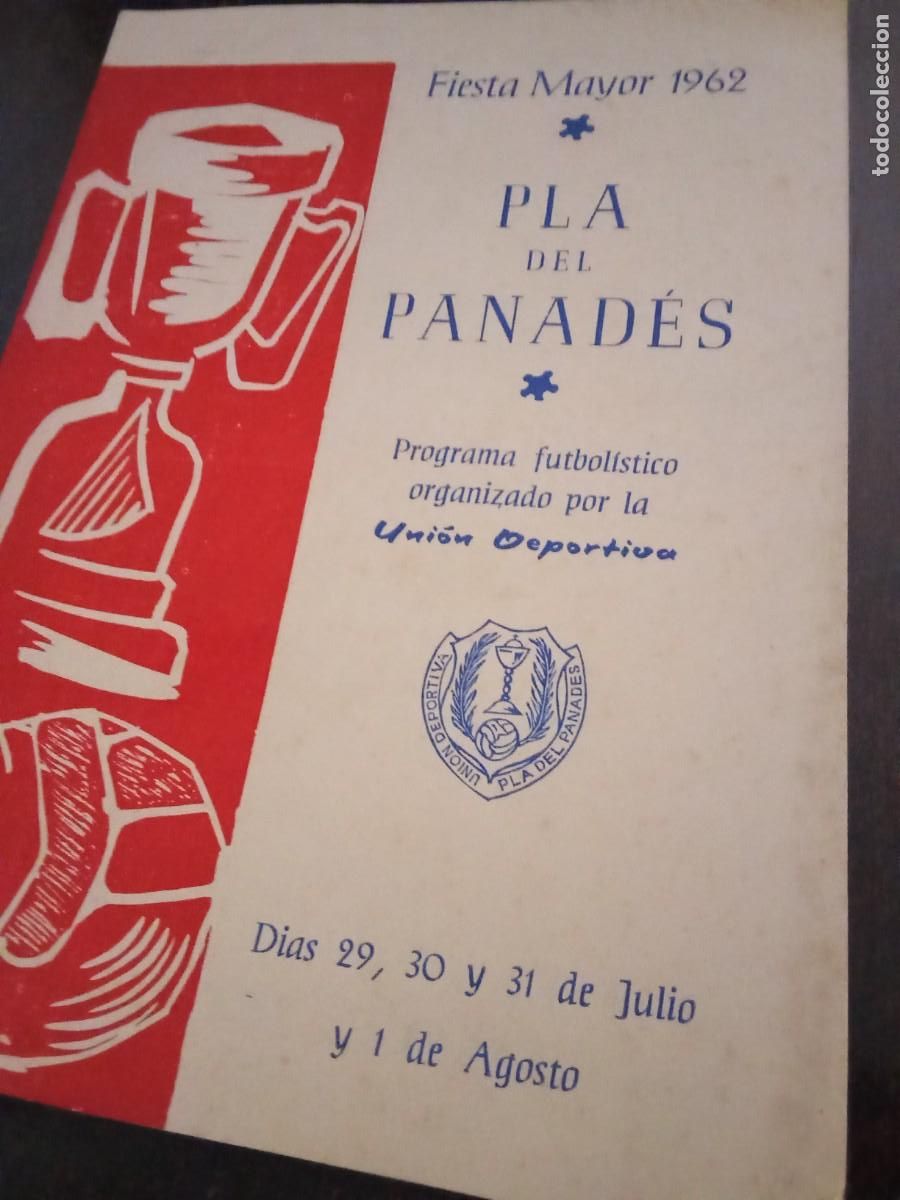 Fiesta Mayor 1962
PLA
DEL
PANADÉS
Programa futbolístico
organizado por la
Unión Deportiva
UNION DEPORTIVA
PLA DEL PANADES
Dias 29, 30 y 31 de Julio
y 1 de Agosto
todocoleccion